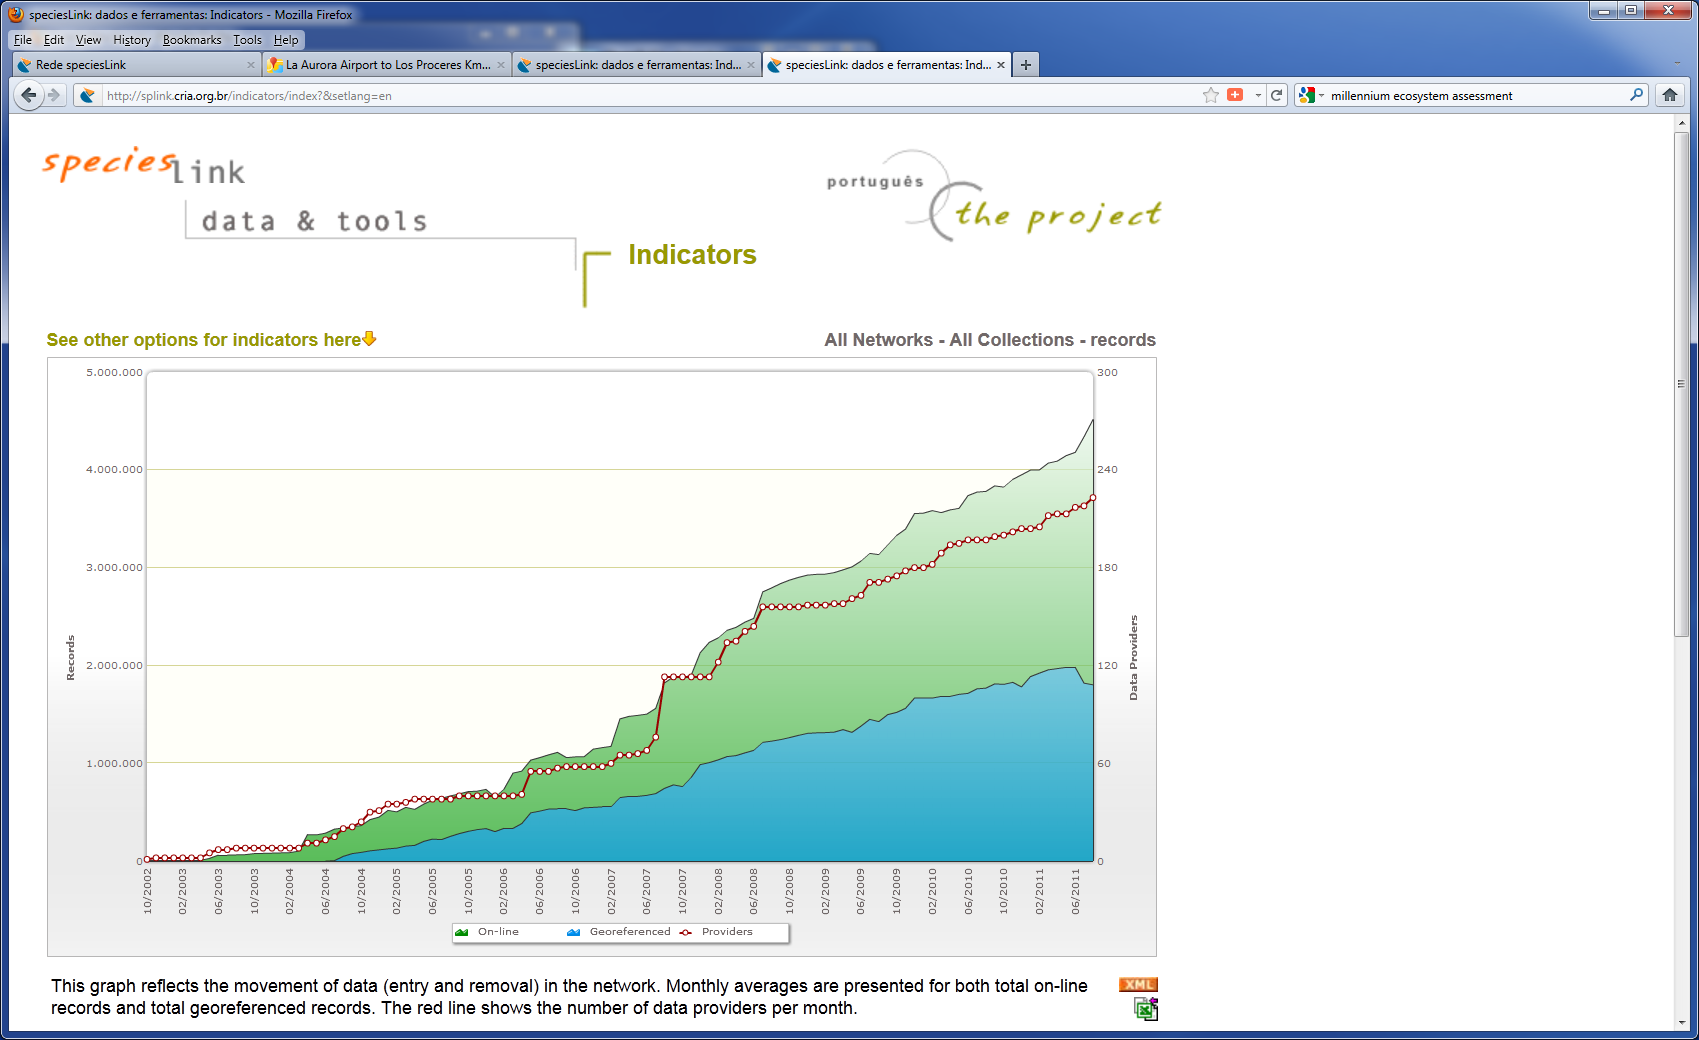 speciesLink: dados e ferramentas: Indicators - Mozilla Firefox
File Edit View History Bookmarks Tools Help
Rede speciesLink
La Aurora Airport to Los Proceres Km...
speciesLink: dados e ferramentas: Ind...
speciesLink: dados e ferramentas: Ind...
http://splink.cria.org.br/indicators/index?&setlang=en
millennium ecosystem assessment
species link
data & tools
português
the project
Indicators
See other options for indicators here
All Networks - All Collections - records
5.000.000
4.000.000
3.000.000
2.000.000
1.000.000
0
Records
300
240
180
120
60
0
Data Providers
10/2002 02/2003 06/2003 10/2003 02/2004 06/2004 10/2004 02/2005 06/2005 10/2005 02/2006 06/2006 10/2006 02/2007 06/2007 10/2007 02/2008 06/2008 10/2008 02/2009 06/2009 10/2009 02/2010 06/2010 10/2010 02/2011 06/2011
On-line Georeferenced Providers
This graph reflects the movement of data (entry and removal) in the network. Monthly averages are presented for both total on-line
records and total georeferenced records. The red line shows the number of data providers per month.
XML